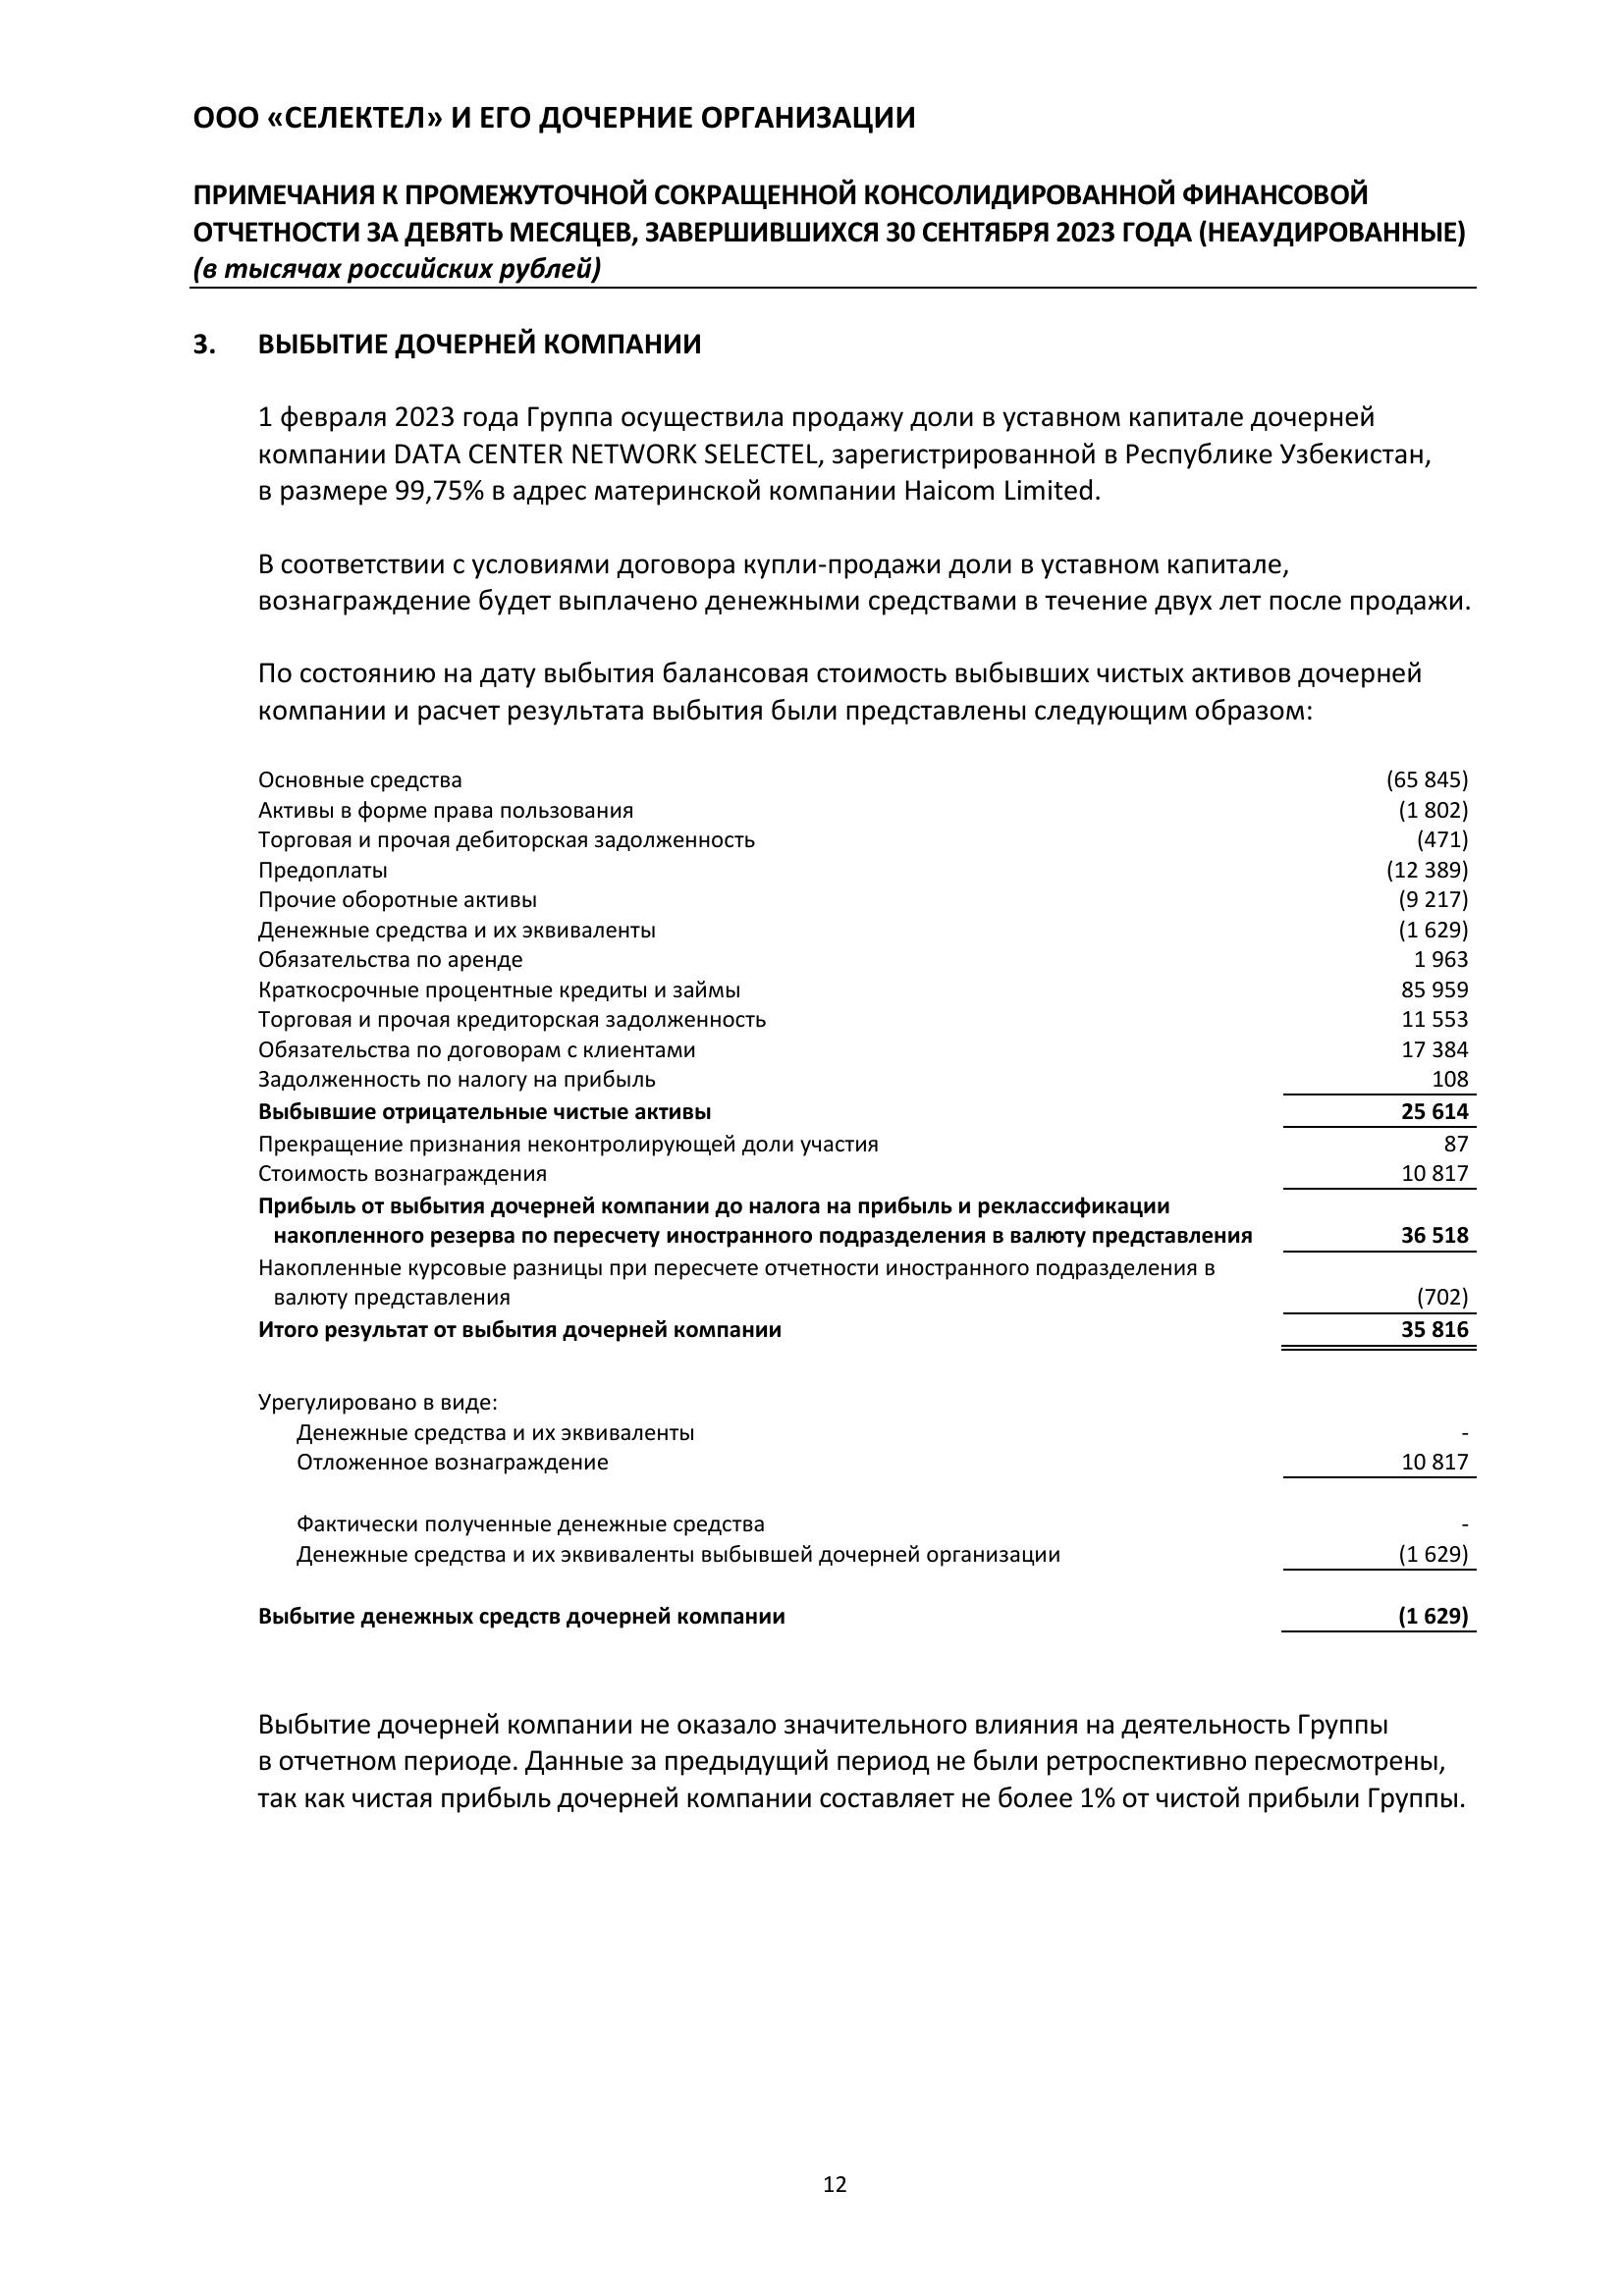 ООО «СЕЛЕКТЕЛ» И ЕГО ДОЧЕРНИЕ ОРГАНИЗАЦИИ
ПРИМЕЧАНИЯ К ПРОМЕЖУТОЧНОЙ СОКРАЩЕННОЙ КОНСОЛИДИРОВАННОЙ ФИНАНСОВОЙ
ОТЧЕТНОСТИ ЗА ДЕВЯТЬ МЕСЯЦЕВ, ЗАВЕРШИВШИХСЯ 30 СЕНТЯБРЯ 2023 ГОДА (НЕАУДИРОВАННЫЕ)
(в тысячах российских рублей)
3. ВЫБЫТИЕ ДОЧЕРНЕЙ КОМПАНИИ
1 февраля 2023 года Группа осуществила продажу доли в уставном капитале дочерней
компании DATA CENTER NETWORK SELECTEL, зарегистрированной в Республике Узбекистан,
в размере 99,75% в адрес материнской компании Haicom Limited.
В соответствии с условиями договора купли-продажи доли в уставном капитале,
вознаграждение будет выплачено денежными средствами в течение двух лет после продажи.
По состоянию на дату выбытия балансовая стоимость выбывших чистых активов дочерней
компании и расчет результата выбытия были представлены следующим образом:
Основные средства (65 845)
Активы в форме права пользования (1 802)
Торговая и прочая дебиторская задолженность (471)
Предоплаты (12 389)
Прочие оборотные активы (9 217)
Денежные средства и их эквиваленты (1 629)
Обязательства по аренде 1 963
Краткосрочные процентные кредиты и займы 85 959
Торговая и прочая кредиторская задолженность 11 553
Обязательства по договорам с клиентами 17 384
Задолженность по налогу на прибыль 108
Выбывшие отрицательные чистые активы 25 614
Прекращение признания неконтролирующей доли участия 87
Стоимость вознаграждения 10 817
Прибыль от выбытия дочерней компании до налога на прибыль и реклассификации
накопленного резерва по пересчету иностранного подразделения в валюту представления 36 518
Накопленные курсовые разницы при пересчете отчетности иностранного подразделения в
валюту представления (702)
Итого результат от выбытия дочерней компании 35 816
Урегулировано в виде:
Денежные средства и их эквиваленты -
Отложенное вознаграждение 10 817
Фактически полученные денежные средства -
Денежные средства и их эквиваленты выбывшей дочерней организации (1 629)
Выбытие денежных средств дочерней компании (1 629)
Выбытие дочерней компании не оказало значительного влияния на деятельность Группы
в отчетном периоде. Данные за предыдущий период не были ретроспективно пересмотрены,
так как чистая прибыль дочерней компании составляет не более 1% от чистой прибыли Группы.
12